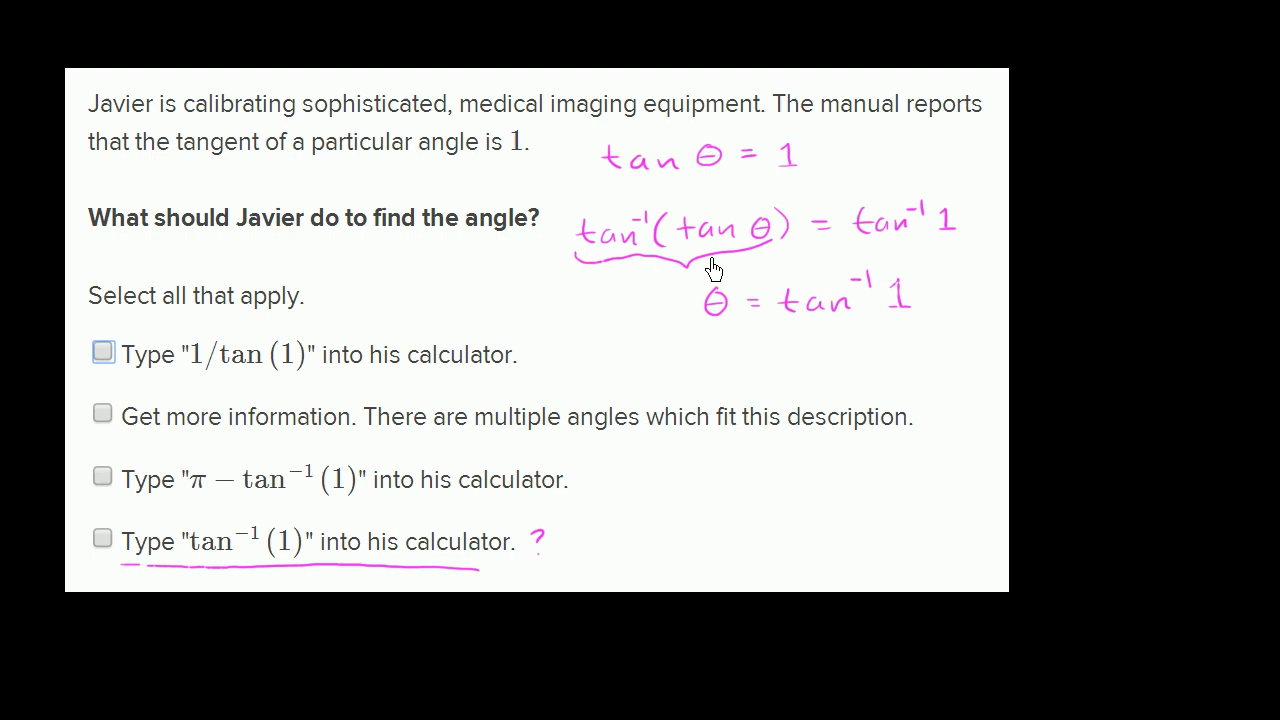 Javier is calibrating sophisticated, medical imaging equipment. The manual reports
that the tangent of a particular angle is 1.
tan θ = 1
What should Javier do to find the angle?
tan⁻¹(tan θ) = tan⁻¹ 1
Select all that apply.
θ = tan⁻¹ 1
Type "1/tan (1)" into his calculator.
Get more information. There are multiple angles which fit this description.
Type "π − tan⁻¹ (1)" into his calculator.
Type "tan⁻¹ (1)" into his calculator. ?